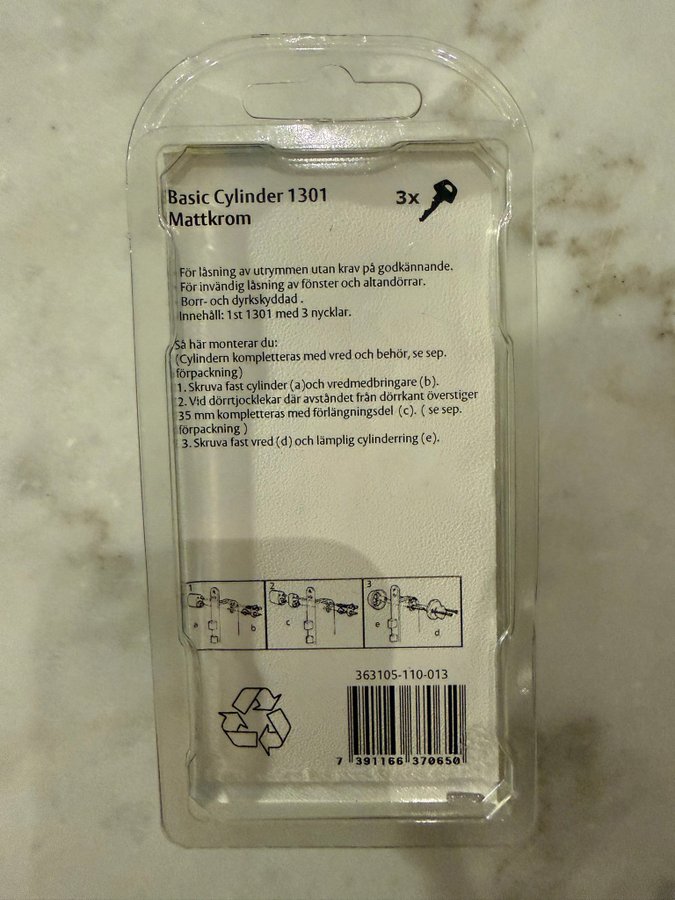 Basic Cylinder 1301
Mattkrom
3x
För låsning av utrymmen utan krav på godkännande.
För invändig låsning av fönster och altandörrar.
Borr- och dyrkskyddad .
Innehåll: 1st 1301 med 3 nycklar.
Så här monterar du:
(Cylindern kompletteras med vred och behör, se sep.
förpackning)
1. Skruva fast cylinder (a)och vredmedbringare (b).
2. Vid dörrtjocklekar där avståndet från dörrkant överstiger
35 mm kompletteras med förlängningsdel (c). ( se sep.
förpackning )
3. Skruva fast vred (d) och lämplig cylinderring (e).
1 2 3
a b c e d
363105-110-013
7 391166 370650